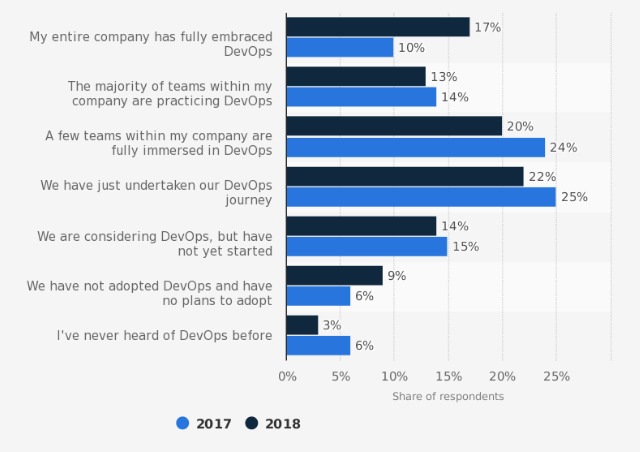 My entire company has fully embraced
DevOps
17%
10%
The majority of teams within my
company are practicing DevOps
13%
14%
A few teams within my company are
fully immersed in DevOps
20%
24%
We have just undertaken our DevOps
journey
22%
25%
We are considering DevOps, but have
not yet started
14%
15%
We have not adopted DevOps and have
no plans to adopt
9%
6%
I've never heard of DevOps before
3%
6%
0% 5% 10% 15% 20% 25%
Share of respondents
2017 2018